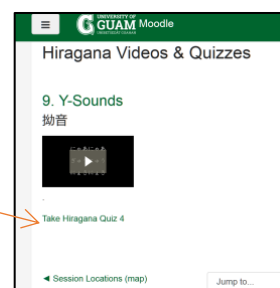 UNIVERSITY OF
GUAM Moodle
Hiragana Videos & Quizzes
9. Y-Sounds
拗音
.
Take Hiragana Quiz 4
◄ Session Locations (map)
Jump to...